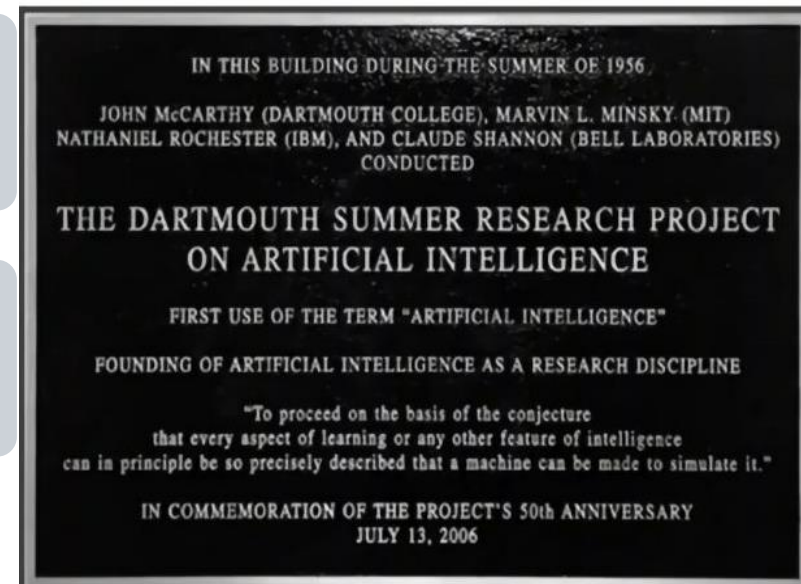 IN THIS BUILDING DURING THE SUMMER OF 1956
JOHN McCARTHY (DARTMOUTH COLLEGE), MARVIN L. MINSKY (MIT)
NATHANIEL ROCHESTER (IBM), AND CLAUDE SHANNON (BELL LABORATORIES)
CONDUCTED
THE DARTMOUTH SUMMER RESEARCH PROJECT
ON ARTIFICIAL INTELLIGENCE
FIRST USE OF THE TERM "ARTIFICIAL INTELLIGENCE"
FOUNDING OF ARTIFICIAL INTELLIGENCE AS A RESEARCH DISCIPLINE
"To proceed on the basis of the conjecture
that every aspect of learning or any other feature of intelligence
can in principle be so precisely described that a machine can be made to simulate it."
IN COMMEMORATION OF THE PROJECT'S 50th ANNIVERSARY
JULY 13, 2006